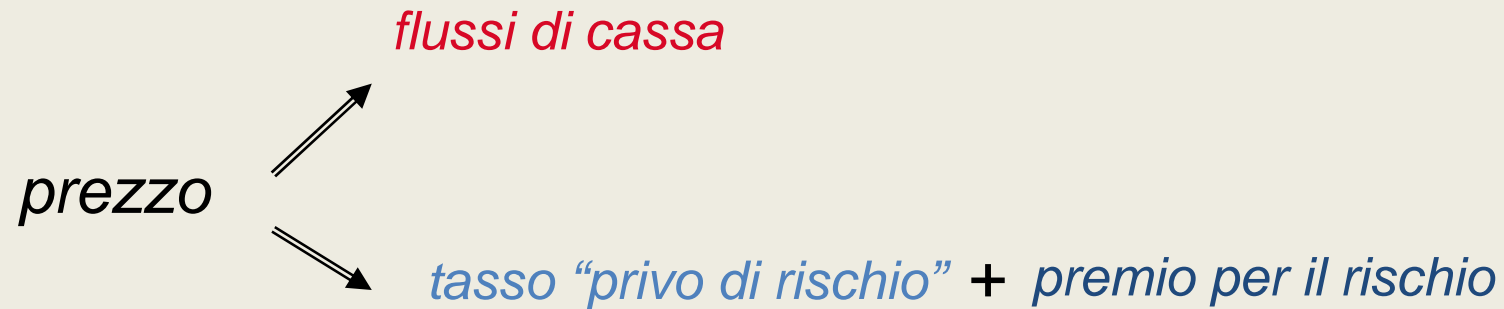 flussi di cassa
prezzo
tasso “privo di rischio” + premio per il rischio